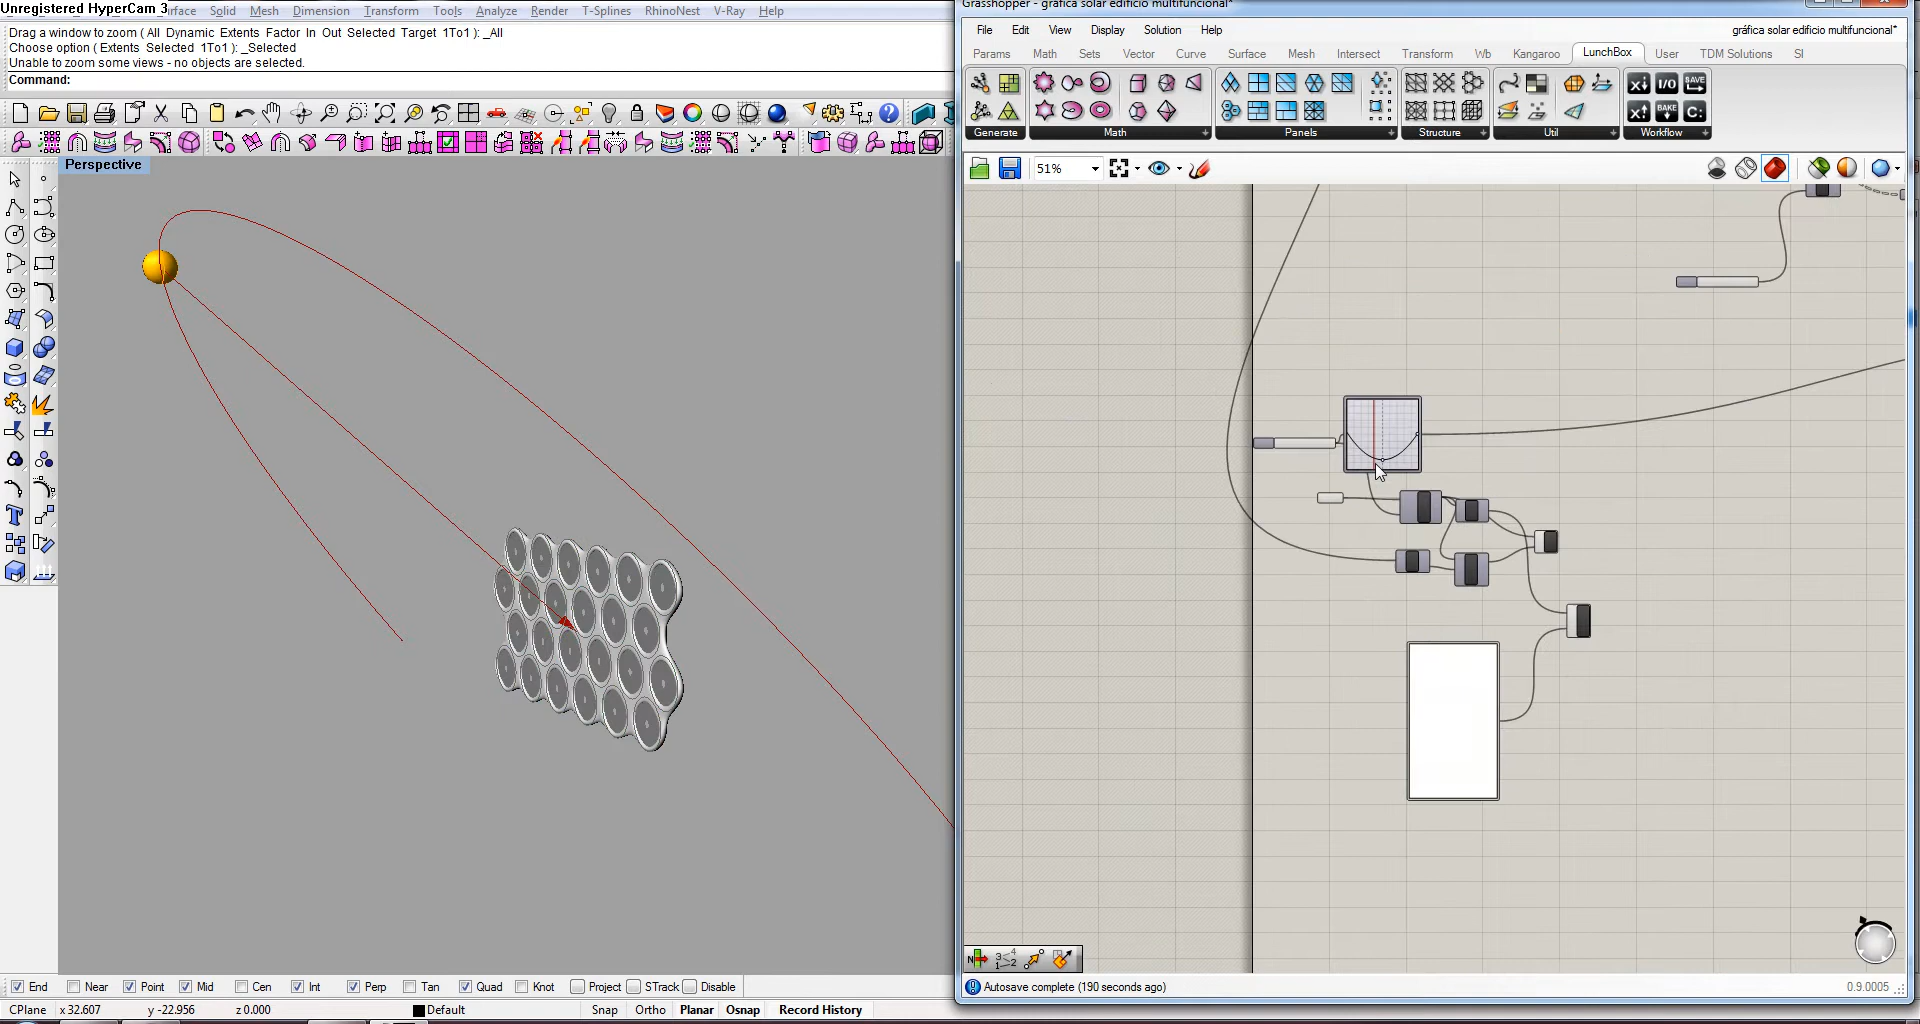 Unregistered HyperCam 3
Surface Solid Mesh Dimension Transform Tools Analyze Render T-Splines RhinoNest V-Ray Help
Drag a window to zoom ( All Dynamic Extents Factor In Out Selected Target 1To1 ): _All
Choose option ( Extents Selected 1To1 ): _Selected
Unable to zoom some views - no objects are selected.
Command:
Perspective
Grasshopper - gráfica solar edificio multifuncional*
File Edit View Display Solution Help
gráfica solar edificio multifuncional*
Params Math Sets Vector Curve Surface Mesh Intersect Transform Wb Kangaroo LunchBox User TDM Solutions SI
I/O SAVE
BAKE C:
Generate Math Panels Structure Util Workflow
51%
Autosave complete (190 seconds ago)
0.9.0005
End Near Point Mid Cen Int Perp Tan Quad Knot Project STrack Disable
CPlane x 32.607 y -22.956 z 0.000 Default Snap Ortho Planar Osnap Record History